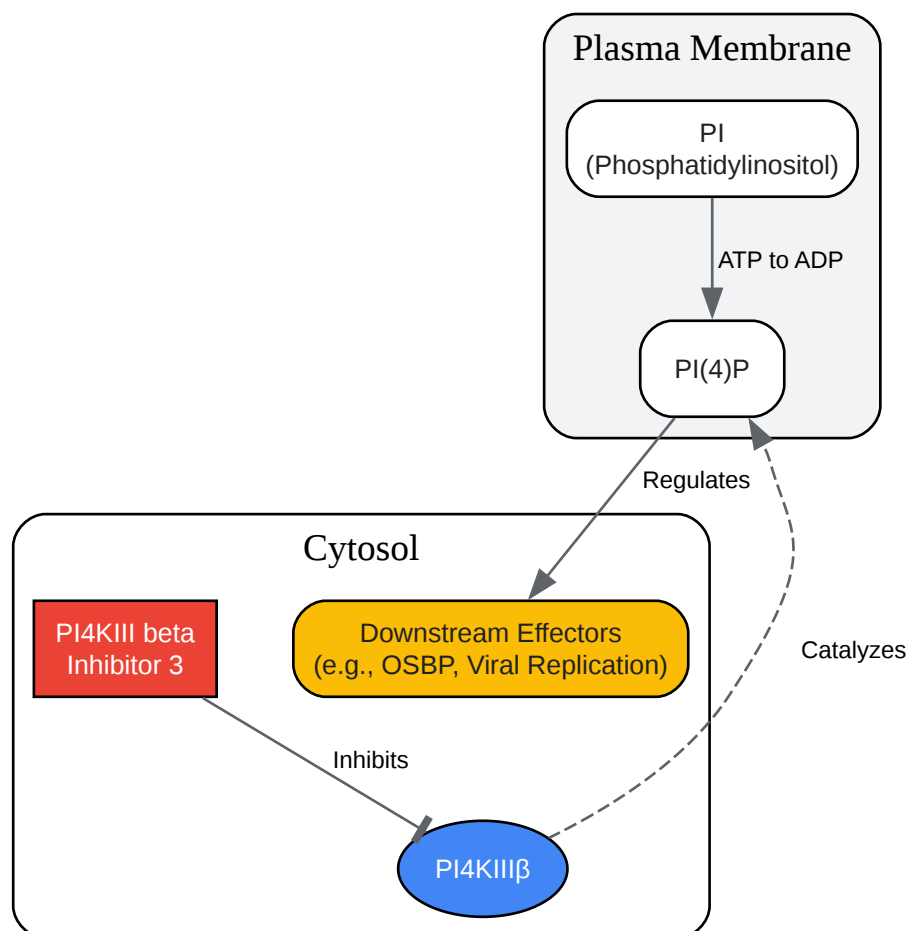 Plasma Membrane
PI
(Phosphatidylinositol)
ATP to ADP
PI(4)P
Regulates
Cytosol
PI4KIII beta
Inhibitor 3
Downstream Effectors
(e.g., OSBP, Viral Replication)
Catalyzes
Inhibits
PI4KIIIβ